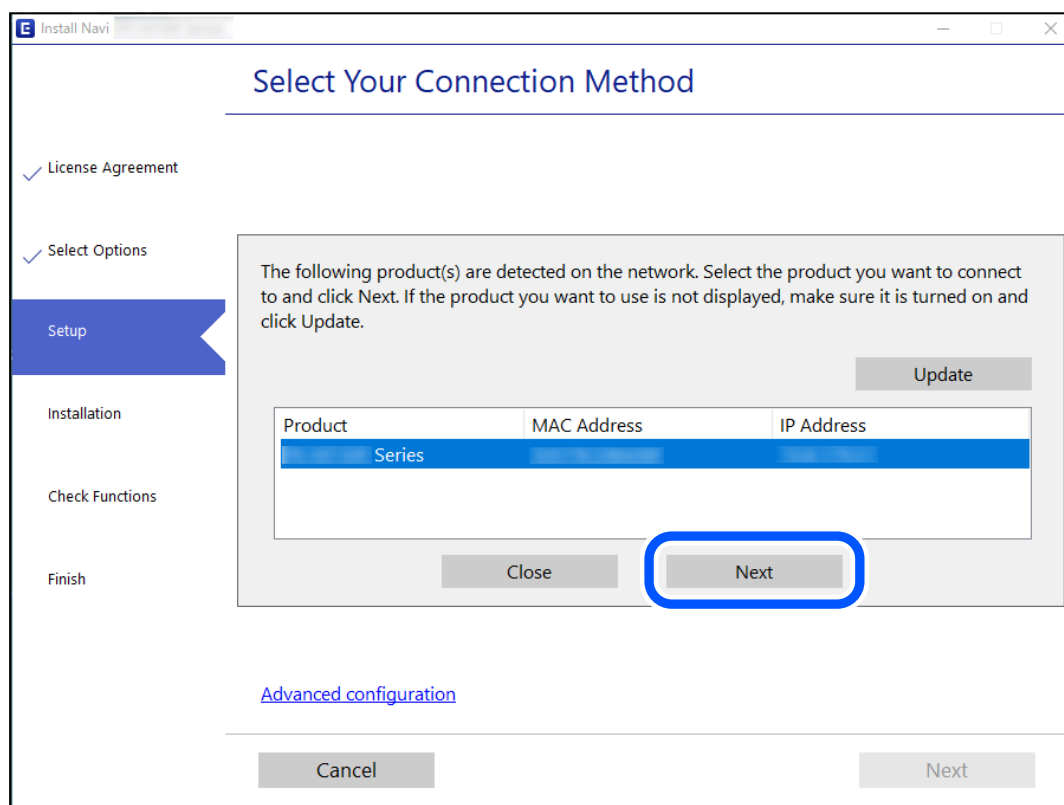 E Install Navi
Select Your Connection Method
License Agreement
Select Options
Setup
Installation
Check Functions
Finish
The following product(s) are detected on the network. Select the product you want to connect
to and click Next. If the product you want to use is not displayed, make sure it is turned on and
click Update.
Update
Product MAC Address IP Address
Series
Close Next
Advanced configuration
Cancel Next